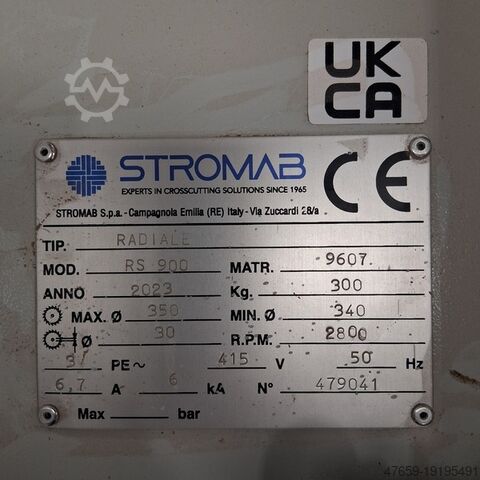 UK
CA
STROMAB
EXPERTS IN CROSSCUTTING SOLUTIONS SINCE 1965
CE
STROMAB S.p.a. - Campagnola Emilia (RE) Italy - Via Zuccardi 28/a
TIP. RADIALE
MOD. RS 900 MATR. 9607
ANNO 2023 Kg. 300
MAX. Ø 350 MIN. Ø 340
Ø 30 R.P.M. 2800
3/ PE~ 415 V 50 Hz
6,7 A 6 kA N° 479041
Max bar
47659-19195491